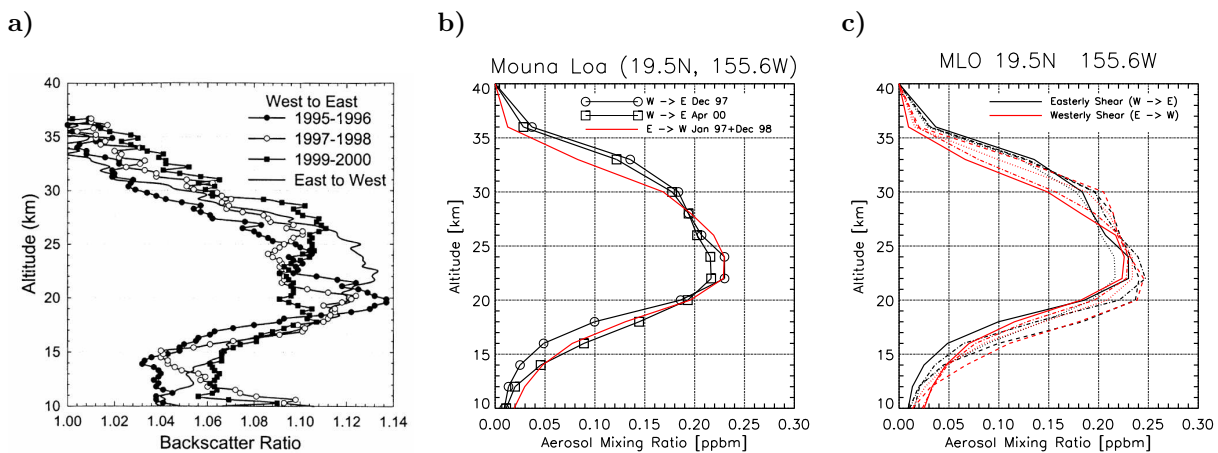 a)
b)
c)
West to East
1995-1996
1997-1998
1999-2000
East to West
Altitude (km)
40
35
30
25
20
15
10
1.00
1.02
1.04
1.06
1.08
1.10
1.12
1.14
Backscatter Ratio
Mouna Loa (19.5N, 155.6W)
W -> E Dec 97
W -> E Apr 00
E -> W Jan 97+Dec 98
Altitude [km]
40
35
30
25
20
15
10
0.00
0.05
0.10
0.15
0.20
0.25
0.30
Aerosol Mixing Ratio [ppbm]
MLO 19.5N 155.6W
Easterly Shear (W -> E)
Westerly Shear (E -> W)
Altitude [km]
40
35
30
25
20
15
10
0.00
0.05
0.10
0.15
0.20
0.25
0.30
Aerosol Mixing Ratio [ppbm]